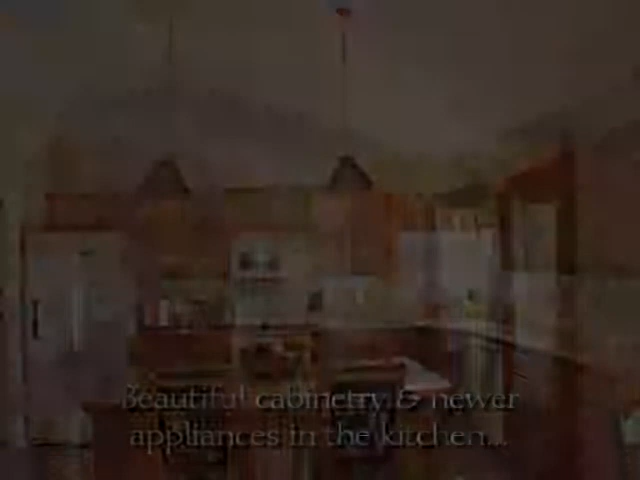 Beautiful cabinetry & newer
appliances in the kitchen...